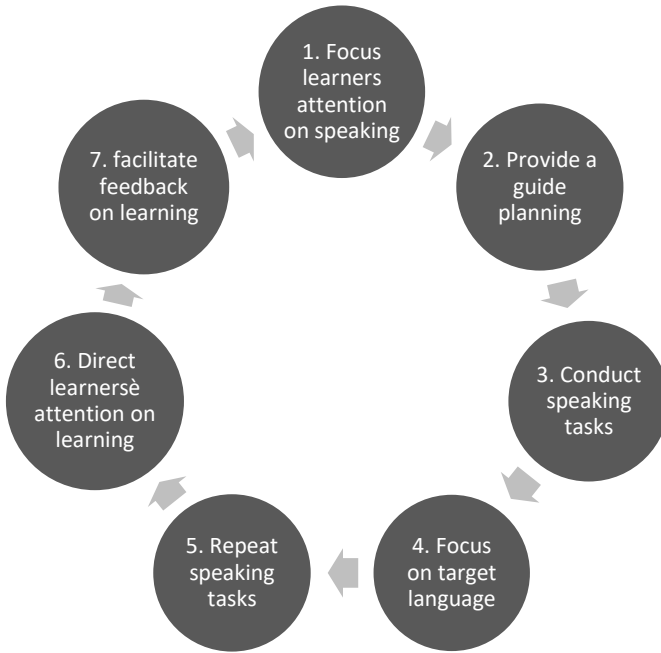 1. Focus
learners
attention
on speaking
2. Provide a
guide
planning
3. Conduct
speaking
tasks
4. Focus
on target
language
5. Repeat
speaking
tasks
6. Direct
learnersè
attention on
learning
7. facilitate
feedback
on learning